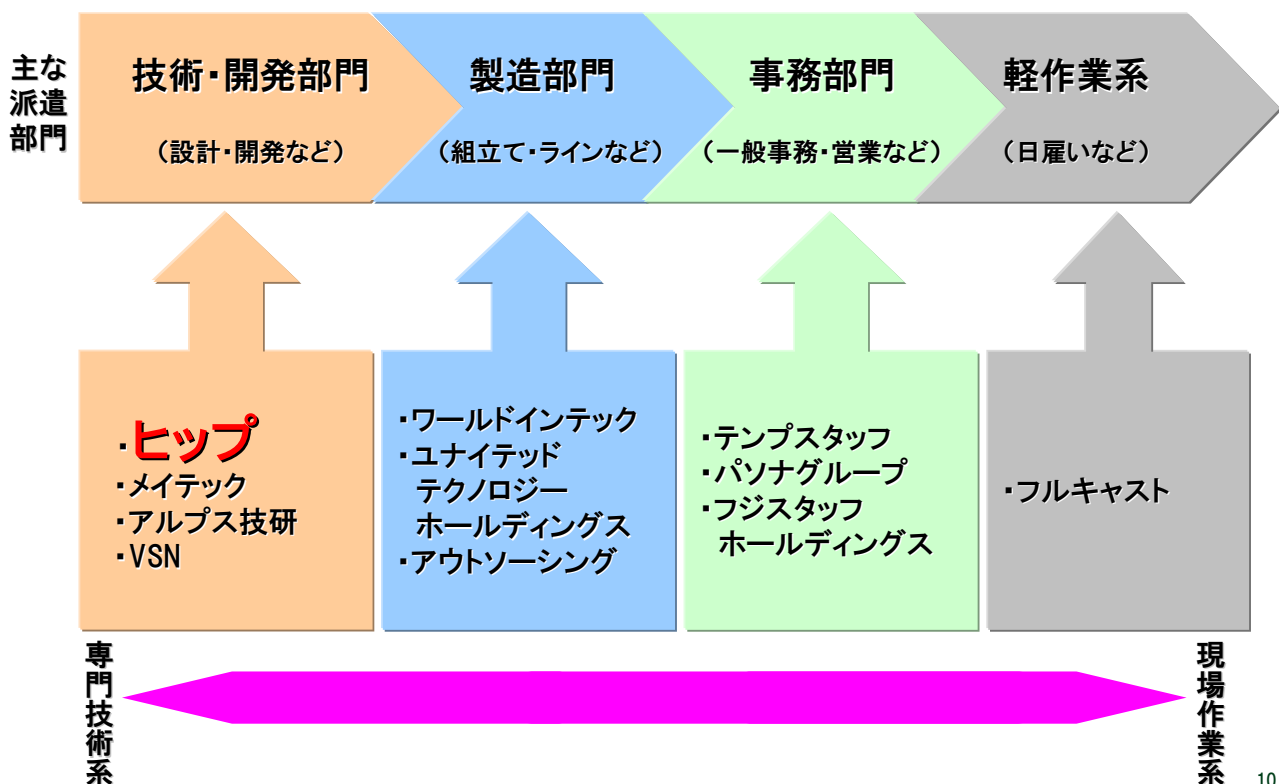 主な
派遣
部門
技術・開発部門
（設計・開発など）
製造部門
（組立て・ラインなど）
事務部門
（一般事務・営業など）
軽作業系
（日雇いなど）
・ヒップ
・メイテック
・アルプス技研
・VSN
・ワールドインテック
・ユナイテッド
テクノロジー
ホールディングス
・アウトソーシング
・テンプスタッフ
・パソナグループ
・フジスタッフ
ホールディングス
・フルキャスト
専門技術系
現場作業系
10